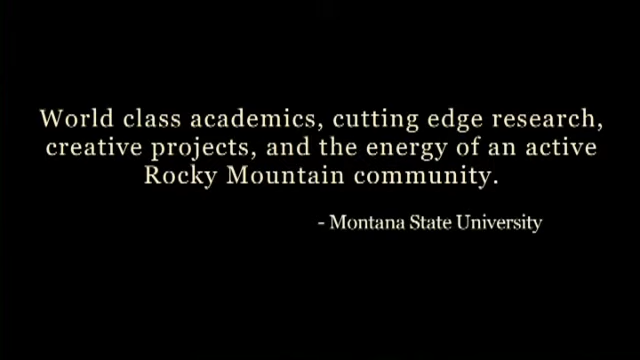 World class academics, cutting edge research,
creative projects, and the energy of an active
Rocky Mountain community.
- Montana State University